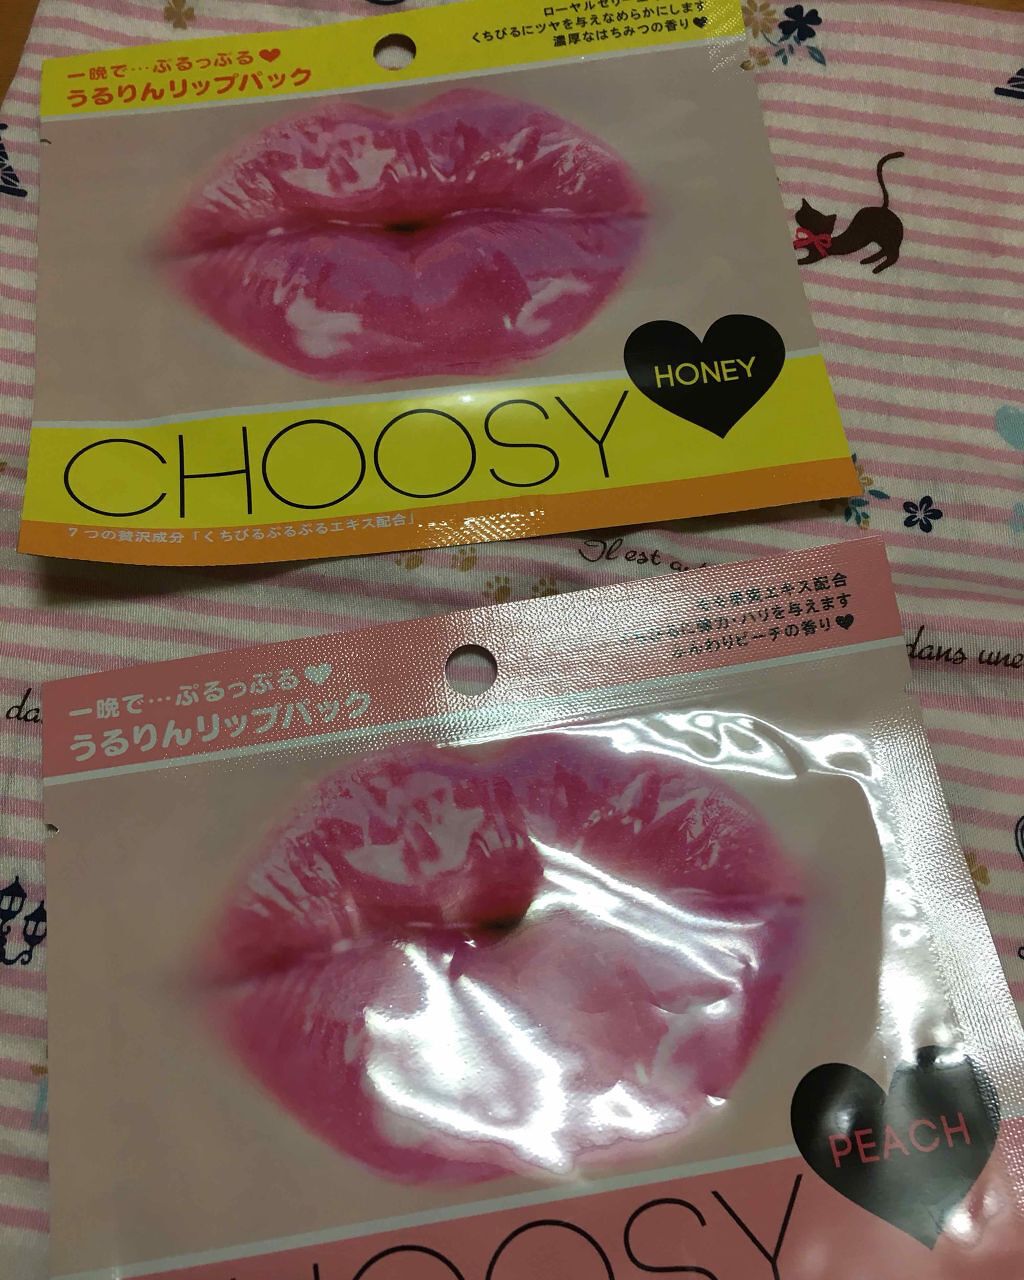 ローヤルゼリー
くちびるにツヤを与えなめらかにします
濃厚なはちみつの香り♥
一晩で…ぷるっぷる♥
うるりんリップパック
HONEY
CHOOSY
7つの贅沢成分「くちびるぷるぷるエキス配合」
Il est
dans une
da
エキス配合
弾力・ハリを与えます
ふんわりピーチの香り♥
一晩で…ぷるっぷる♥
うるりんリップパック
PEACH
CHOOSY